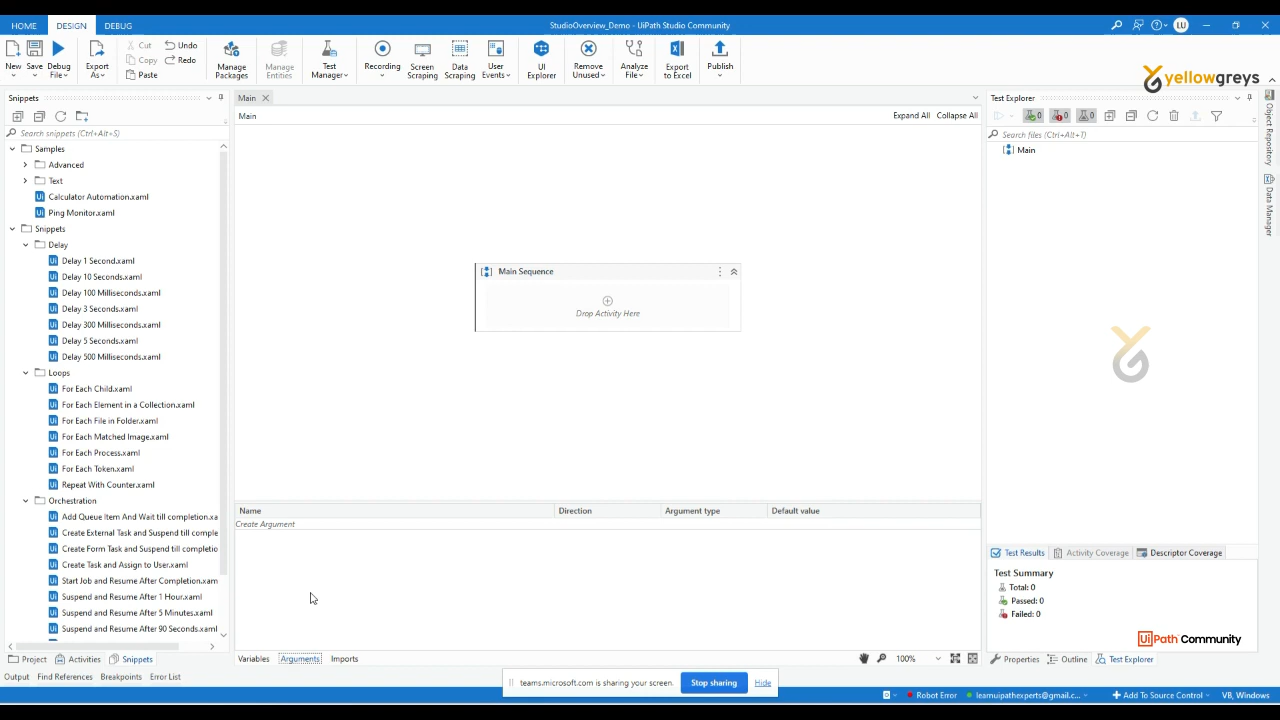 HOME
DESIGN
DEBUG
StudioOverview_Demo - UiPath Studio Community
LU
New
Save
Debug File
Export As
Cut
Copy
Paste
Undo
Redo
Manage Packages
Manage Entities
Test Manager
Recording
Screen Scraping
Data Scraping
User Events
UI Explorer
Remove Unused
Analyze File
Export to Excel
Publish
yellowgreys
Snippets
Search snippets (Ctrl+Alt+S)
Samples
Advanced
Text
Calculator Automation.xaml
Ping Monitor.xaml
Snippets
Delay
Delay 1 Second.xaml
Delay 10 Seconds.xaml
Delay 100 Milliseconds.xaml
Delay 3 Seconds.xaml
Delay 300 Milliseconds.xaml
Delay 5 Seconds.xaml
Delay 500 Milliseconds.xaml
Loops
For Each Child.xaml
For Each Element in a Collection.xaml
For Each File in Folder.xaml
For Each Matched Image.xaml
For Each Process.xaml
For Each Token.xaml
Repeat With Counter.xaml
Orchestration
Add Queue Item And Wait till completion.xa
Create External Task and Suspend till comple
Create Form Task and Suspend till completio
Create Task and Assign to User.xaml
Start Job and Resume After Completion.xam
Suspend and Resume After 1 Hour.xaml
Suspend and Resume After 5 Minutes.xaml
Suspend and Resume After 90 Seconds.xaml
Project
Activities
Snippets
Main
Main
Expand All
Collapse All
Main Sequence
Drop Activity Here
Name
Direction
Argument type
Default value
Create Argument
Variables
Arguments
Imports
100%
Test Explorer
0
0
0
Search files (Ctrl+Alt+T)
Main
Object Repository
Data Manager
Test Results
Activity Coverage
Descriptor Coverage
Test Summary
Total: 0
Passed: 0
Failed: 0
UiPath Community
Properties
Outline
Test Explorer
Output
Find References
Breakpoints
Error List
teams.microsoft.com is sharing your screen.
Stop sharing
Hide
Robot Error
learnuipathexperts@gmail.c...
Add To Source Control
VB, Windows